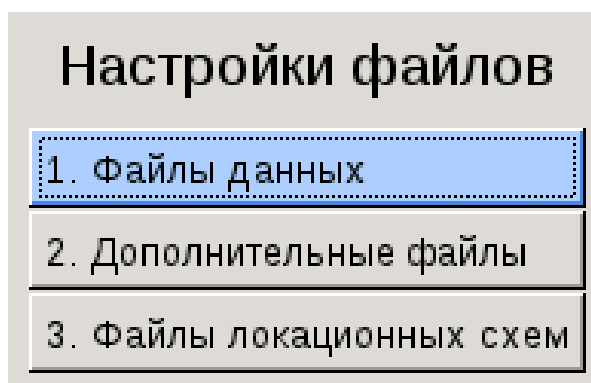 Настройки файлов
1. Файлы данных
2. Дополнительные файлы
3. Файлы локационных схем